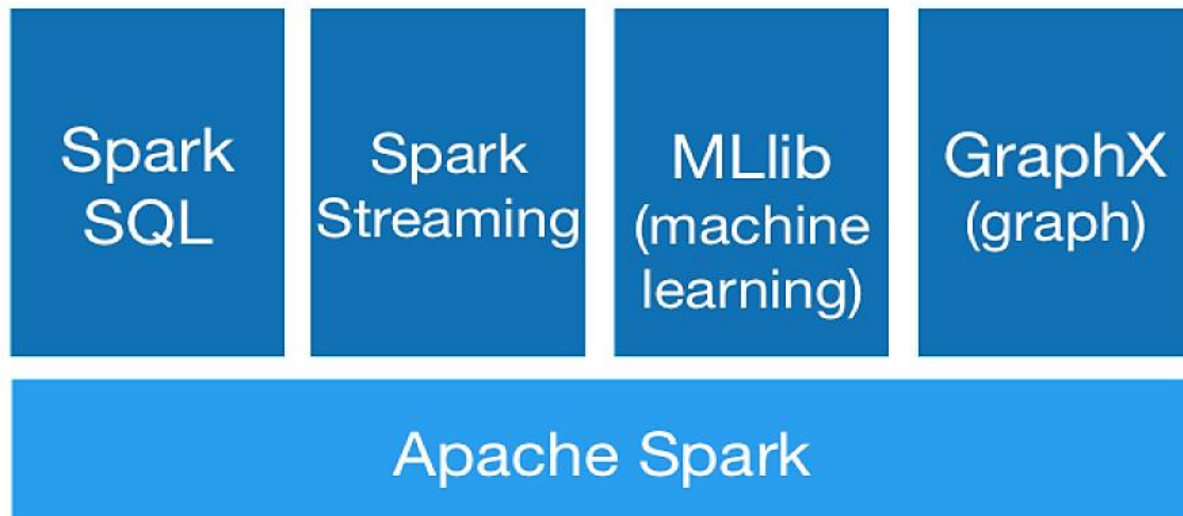 Spark
SQL
Spark
Streaming
MLlib
(machine
learning)
GraphX
(graph)
Apache Spark